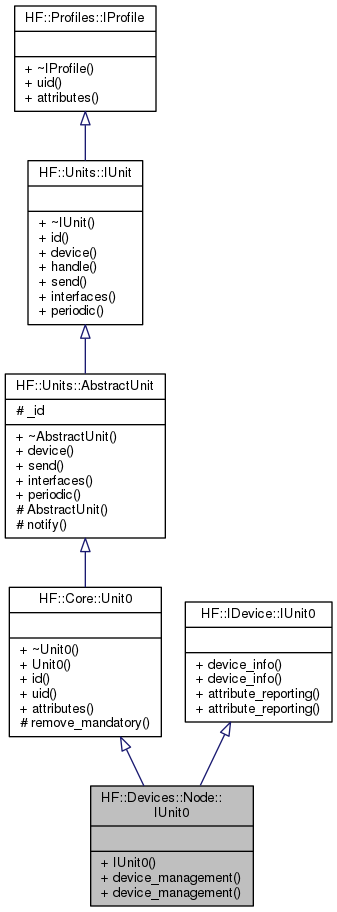 HF::Profiles::IProfile
+ ~IProfile()
+ uid()
+ attributes()
HF::Units::IUnit
+ ~IUnit()
+ id()
+ device()
+ handle()
+ send()
+ interfaces()
+ periodic()
HF::Units::AbstractUnit
# _id
+ ~AbstractUnit()
+ device()
+ send()
+ interfaces()
+ periodic()
# AbstractUnit()
# notify()
HF::Core::Unit0
+ ~Unit0()
+ Unit0()
+ id()
+ uid()
+ attributes()
# remove_mandatory()
HF::IDevice::IUnit0
+ device_info()
+ device_info()
+ attribute_reporting()
+ attribute_reporting()
HF::Devices::Node::
IUnit0
+ IUnit0()
+ device_management()
+ device_management()